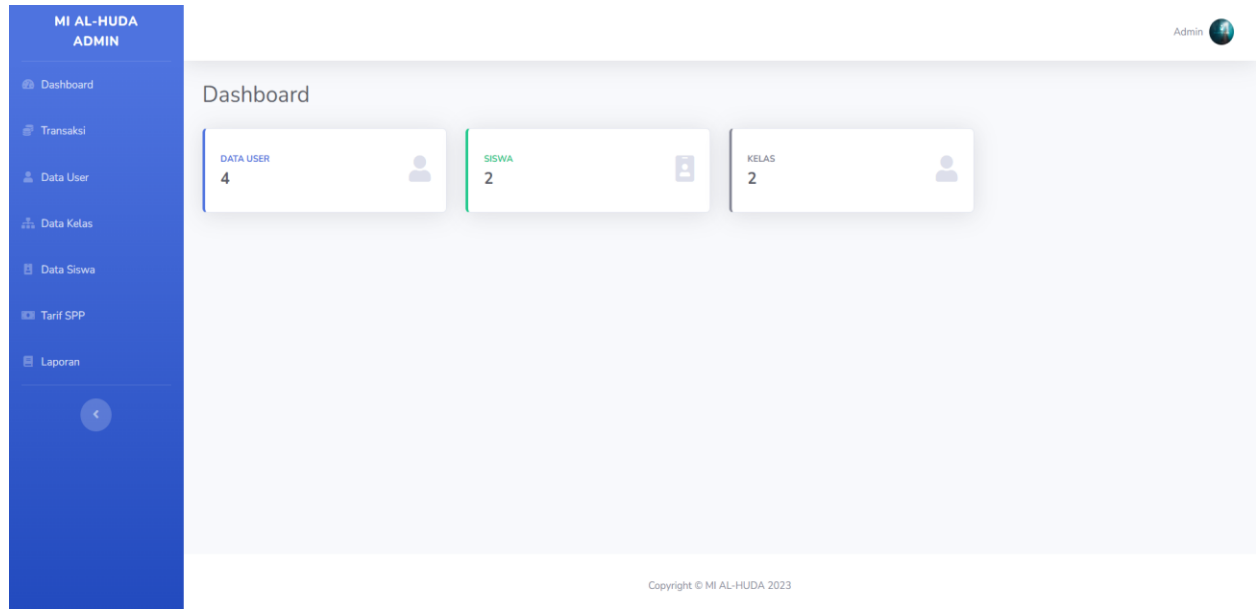 MI AL-HUDA
ADMIN
Admin
Dashboard
Transaksi
Data User
Data Kelas
Data Siswa
Tarif SPP
Laporan
Dashboard
DATA USER
4
SISWA
2
KELAS
2
Copyright © MI AL-HUDA 2023